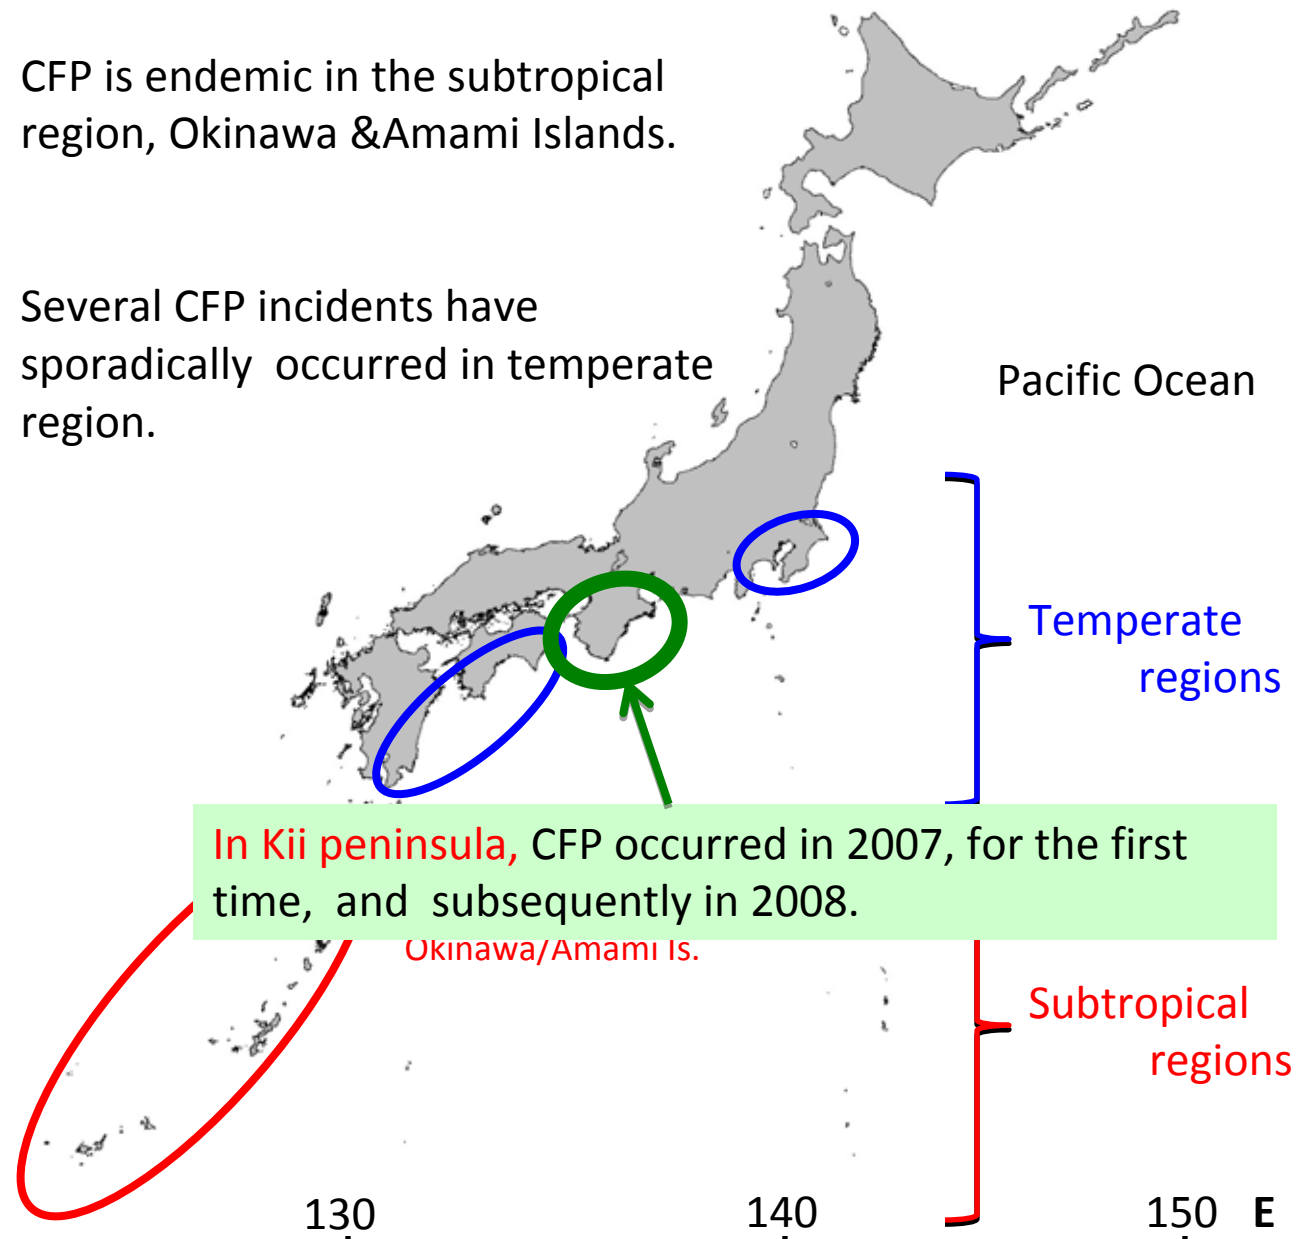 CFP is endemic in the subtropical
region, Okinawa &Amami Islands.
Several CFP incidents have
sporadically occurred in temperate
region.
Pacific Ocean
Temperate
regions
In Kii peninsula, CFP occurred in 2007, for the first
time, and subsequently in 2008.
Okinawa/Amami Is.
Subtropical
regions
130
140
150 E